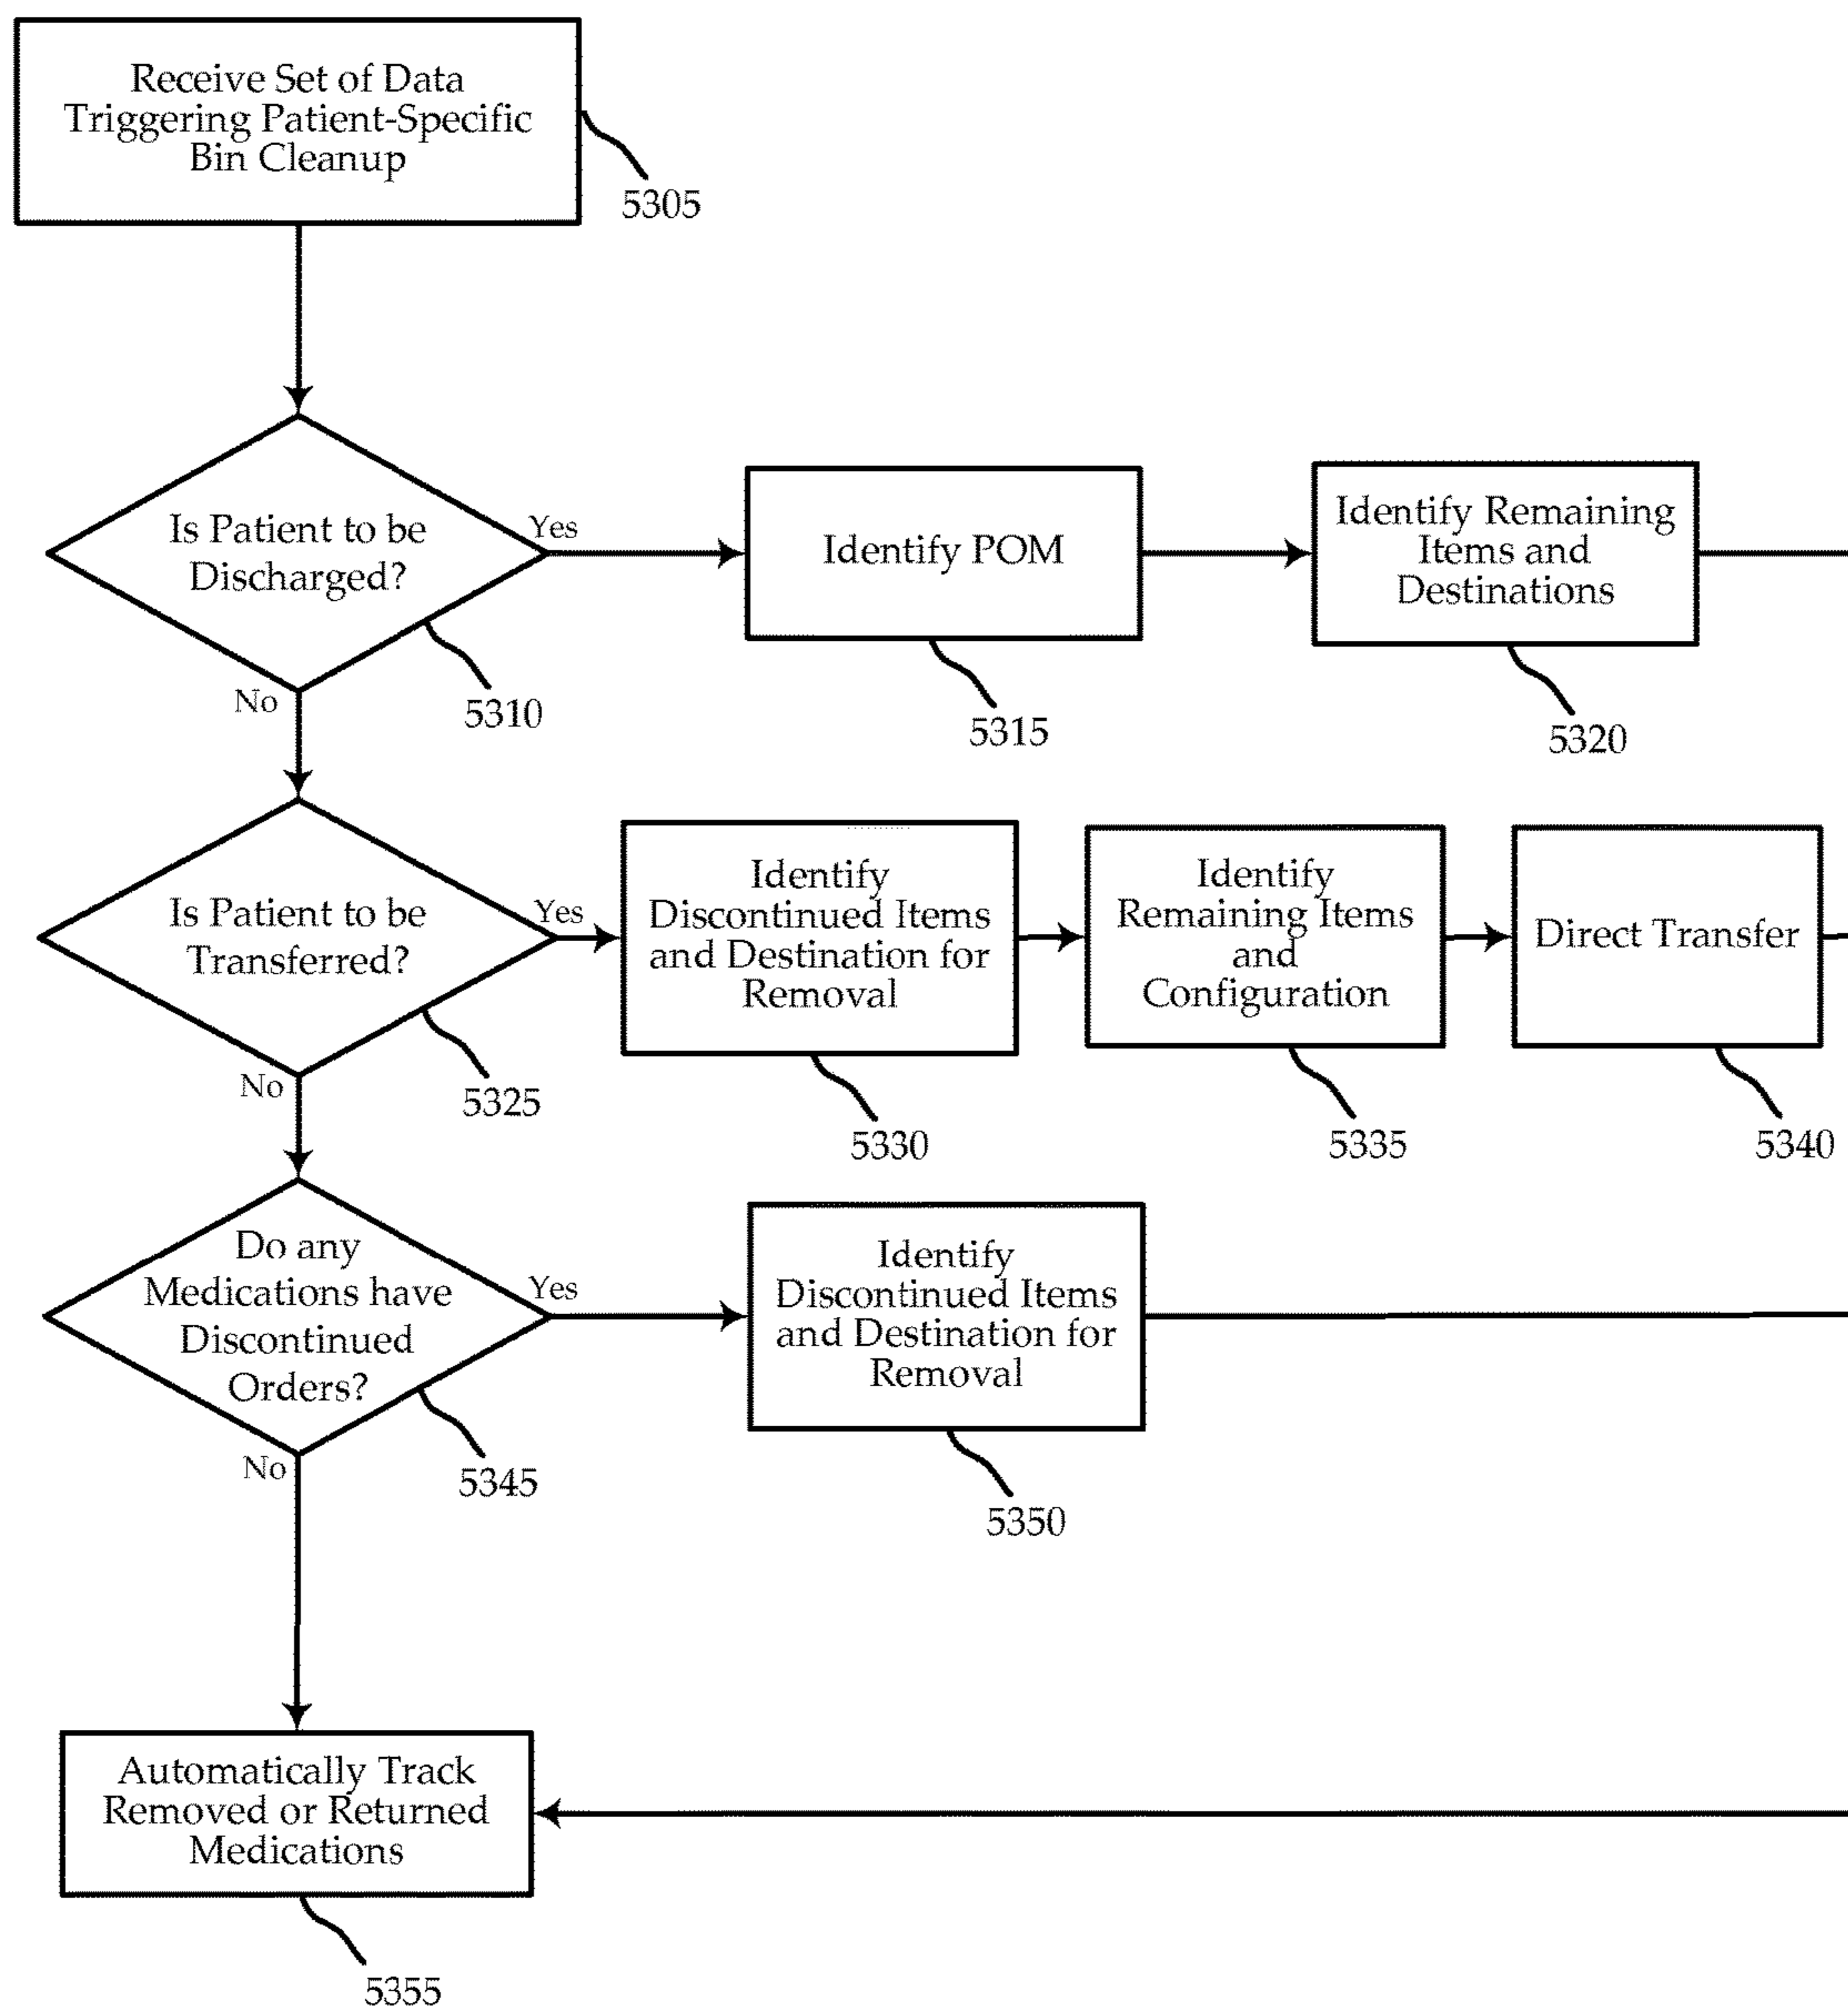 Receive Set of Data
Triggering Patient-Specific
Bin Cleanup
5305
Is Patient to be
Discharged?
Yes
No
5310
Identify POM
5315
Identify Remaining
Items and
Destinations
5320
Is Patient to be
Transferred?
Yes
No
5325
Identify
Discontinued Items
and Destination for
Removal
5330
Identify
Remaining Items
and
Configuration
5335
Direct Transfer
5340
Do any
Medications have
Discontinued
Orders?
Yes
No
5345
Identify
Discontinued Items
and Destination for
Removal
5350
Automatically Track
Removed or Returned
Medications
5355